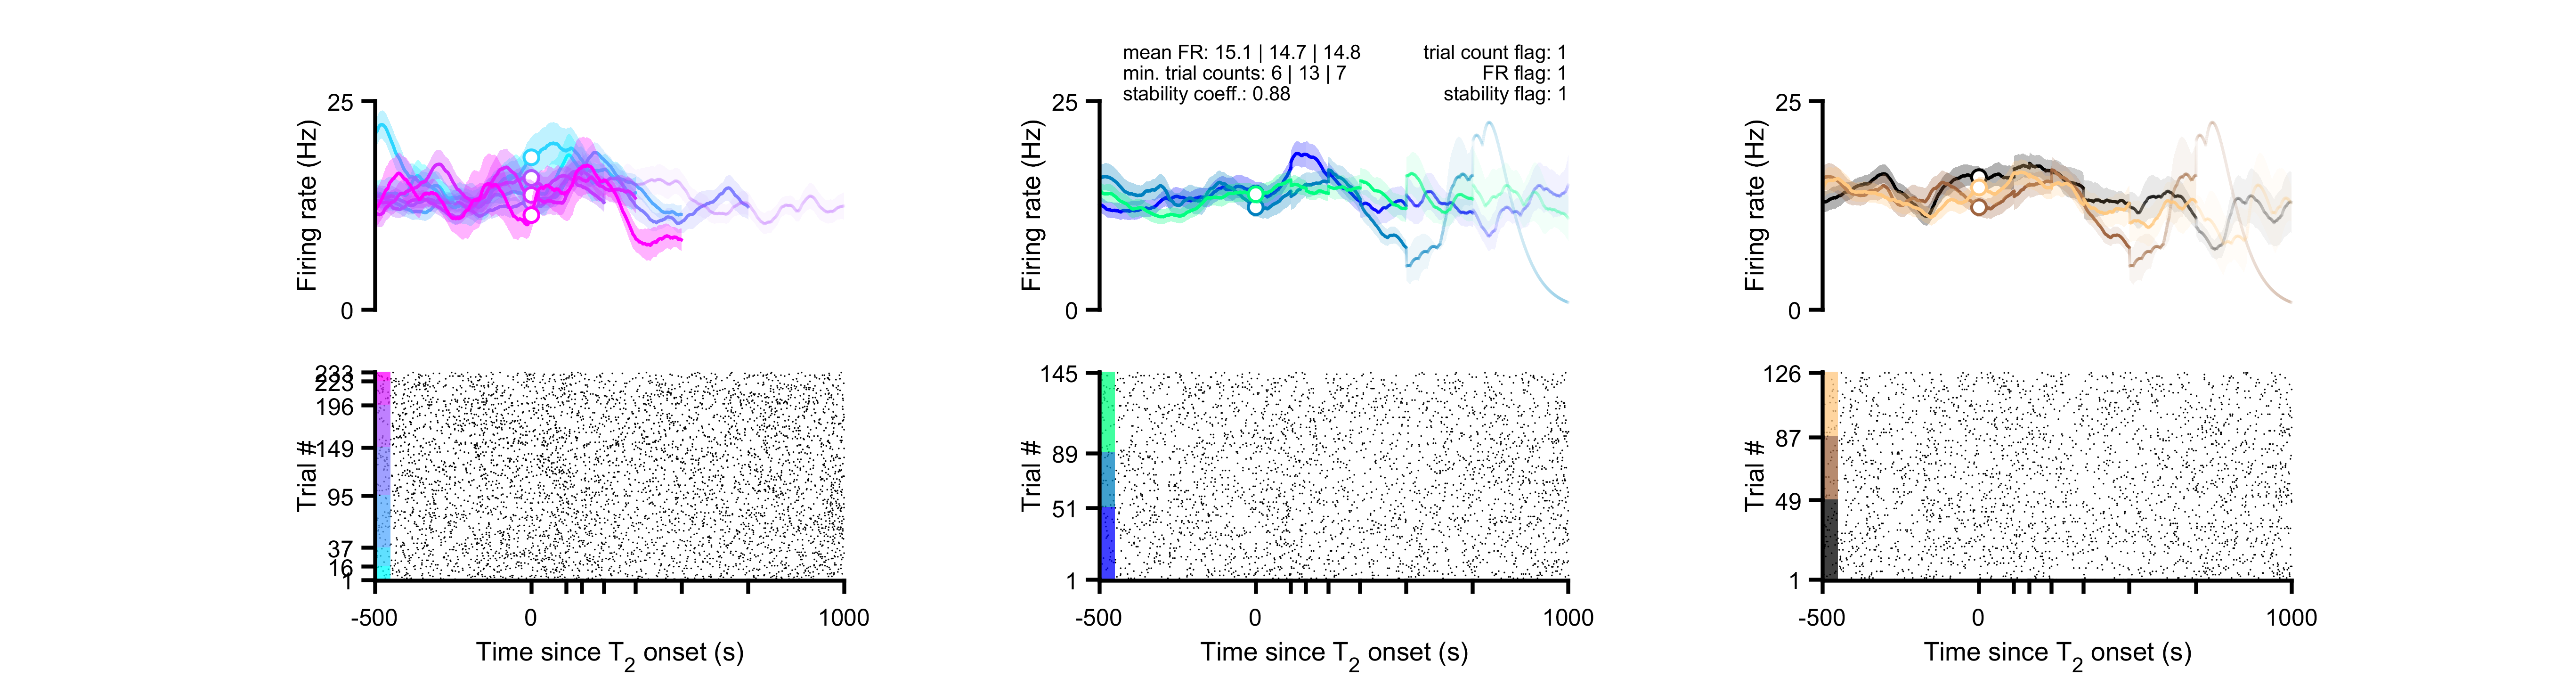 mean FR: 15.1 | 14.7 | 14.8
trial count flag: 1
min. trial counts: 6 | 13 | 7
FR flag: 1
stability coeff.: 0.88
stability flag: 1
25
Firing rate (Hz)
0
25
Firing rate (Hz)
0
25
Firing rate (Hz)
0
233
223
196
149
95
37
16
1
Trial #
-500
0
1000
Time since T2 onset (s)
145
89
51
1
Trial #
-500
0
1000
Time since T2 onset (s)
126
87
49
1
Trial #
-500
0
1000
Time since T2 onset (s)